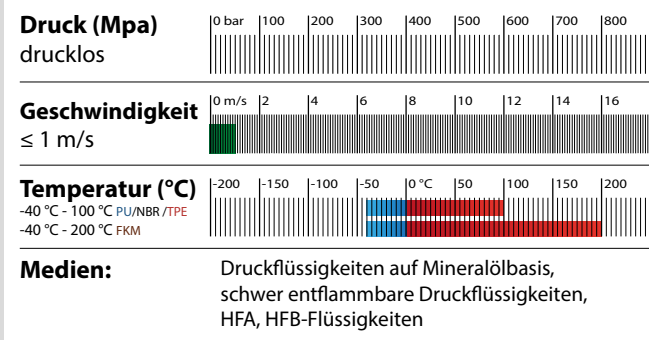 Druck (Mpa)
drucklos
0 bar 100 200 300 400 500 600 700 800
Geschwindigkeit
≤ 1 m/s
0 m/s 2 4 6 8 10 12 14 16
Temperatur (°C)
-40 °C - 100 °C PU/NBR /TPE
-40 °C - 200 °C FKM
-200 -150 -100 -50 0 °C 50 100 150 200
Medien:
Druckflüssigkeiten auf Mineralölbasis,
schwer entflammbare Druckflüssigkeiten,
HFA, HFB-Flüssigkeiten